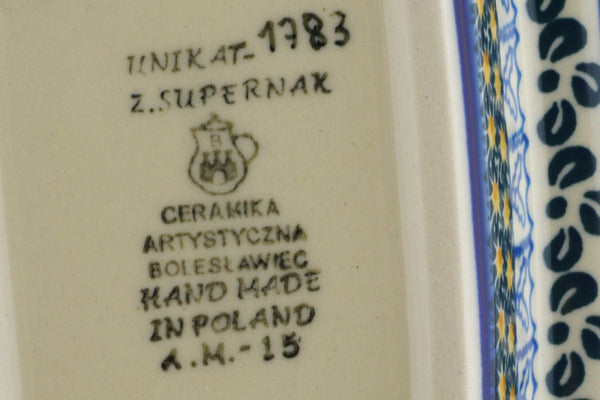 UNIKAT-1783
Z.SUPERNAK
B
CERAMIKA
ARTYSTYCZNA
BOLESŁAWIEC
HAND MADE
IN POLAND
A.M.-15